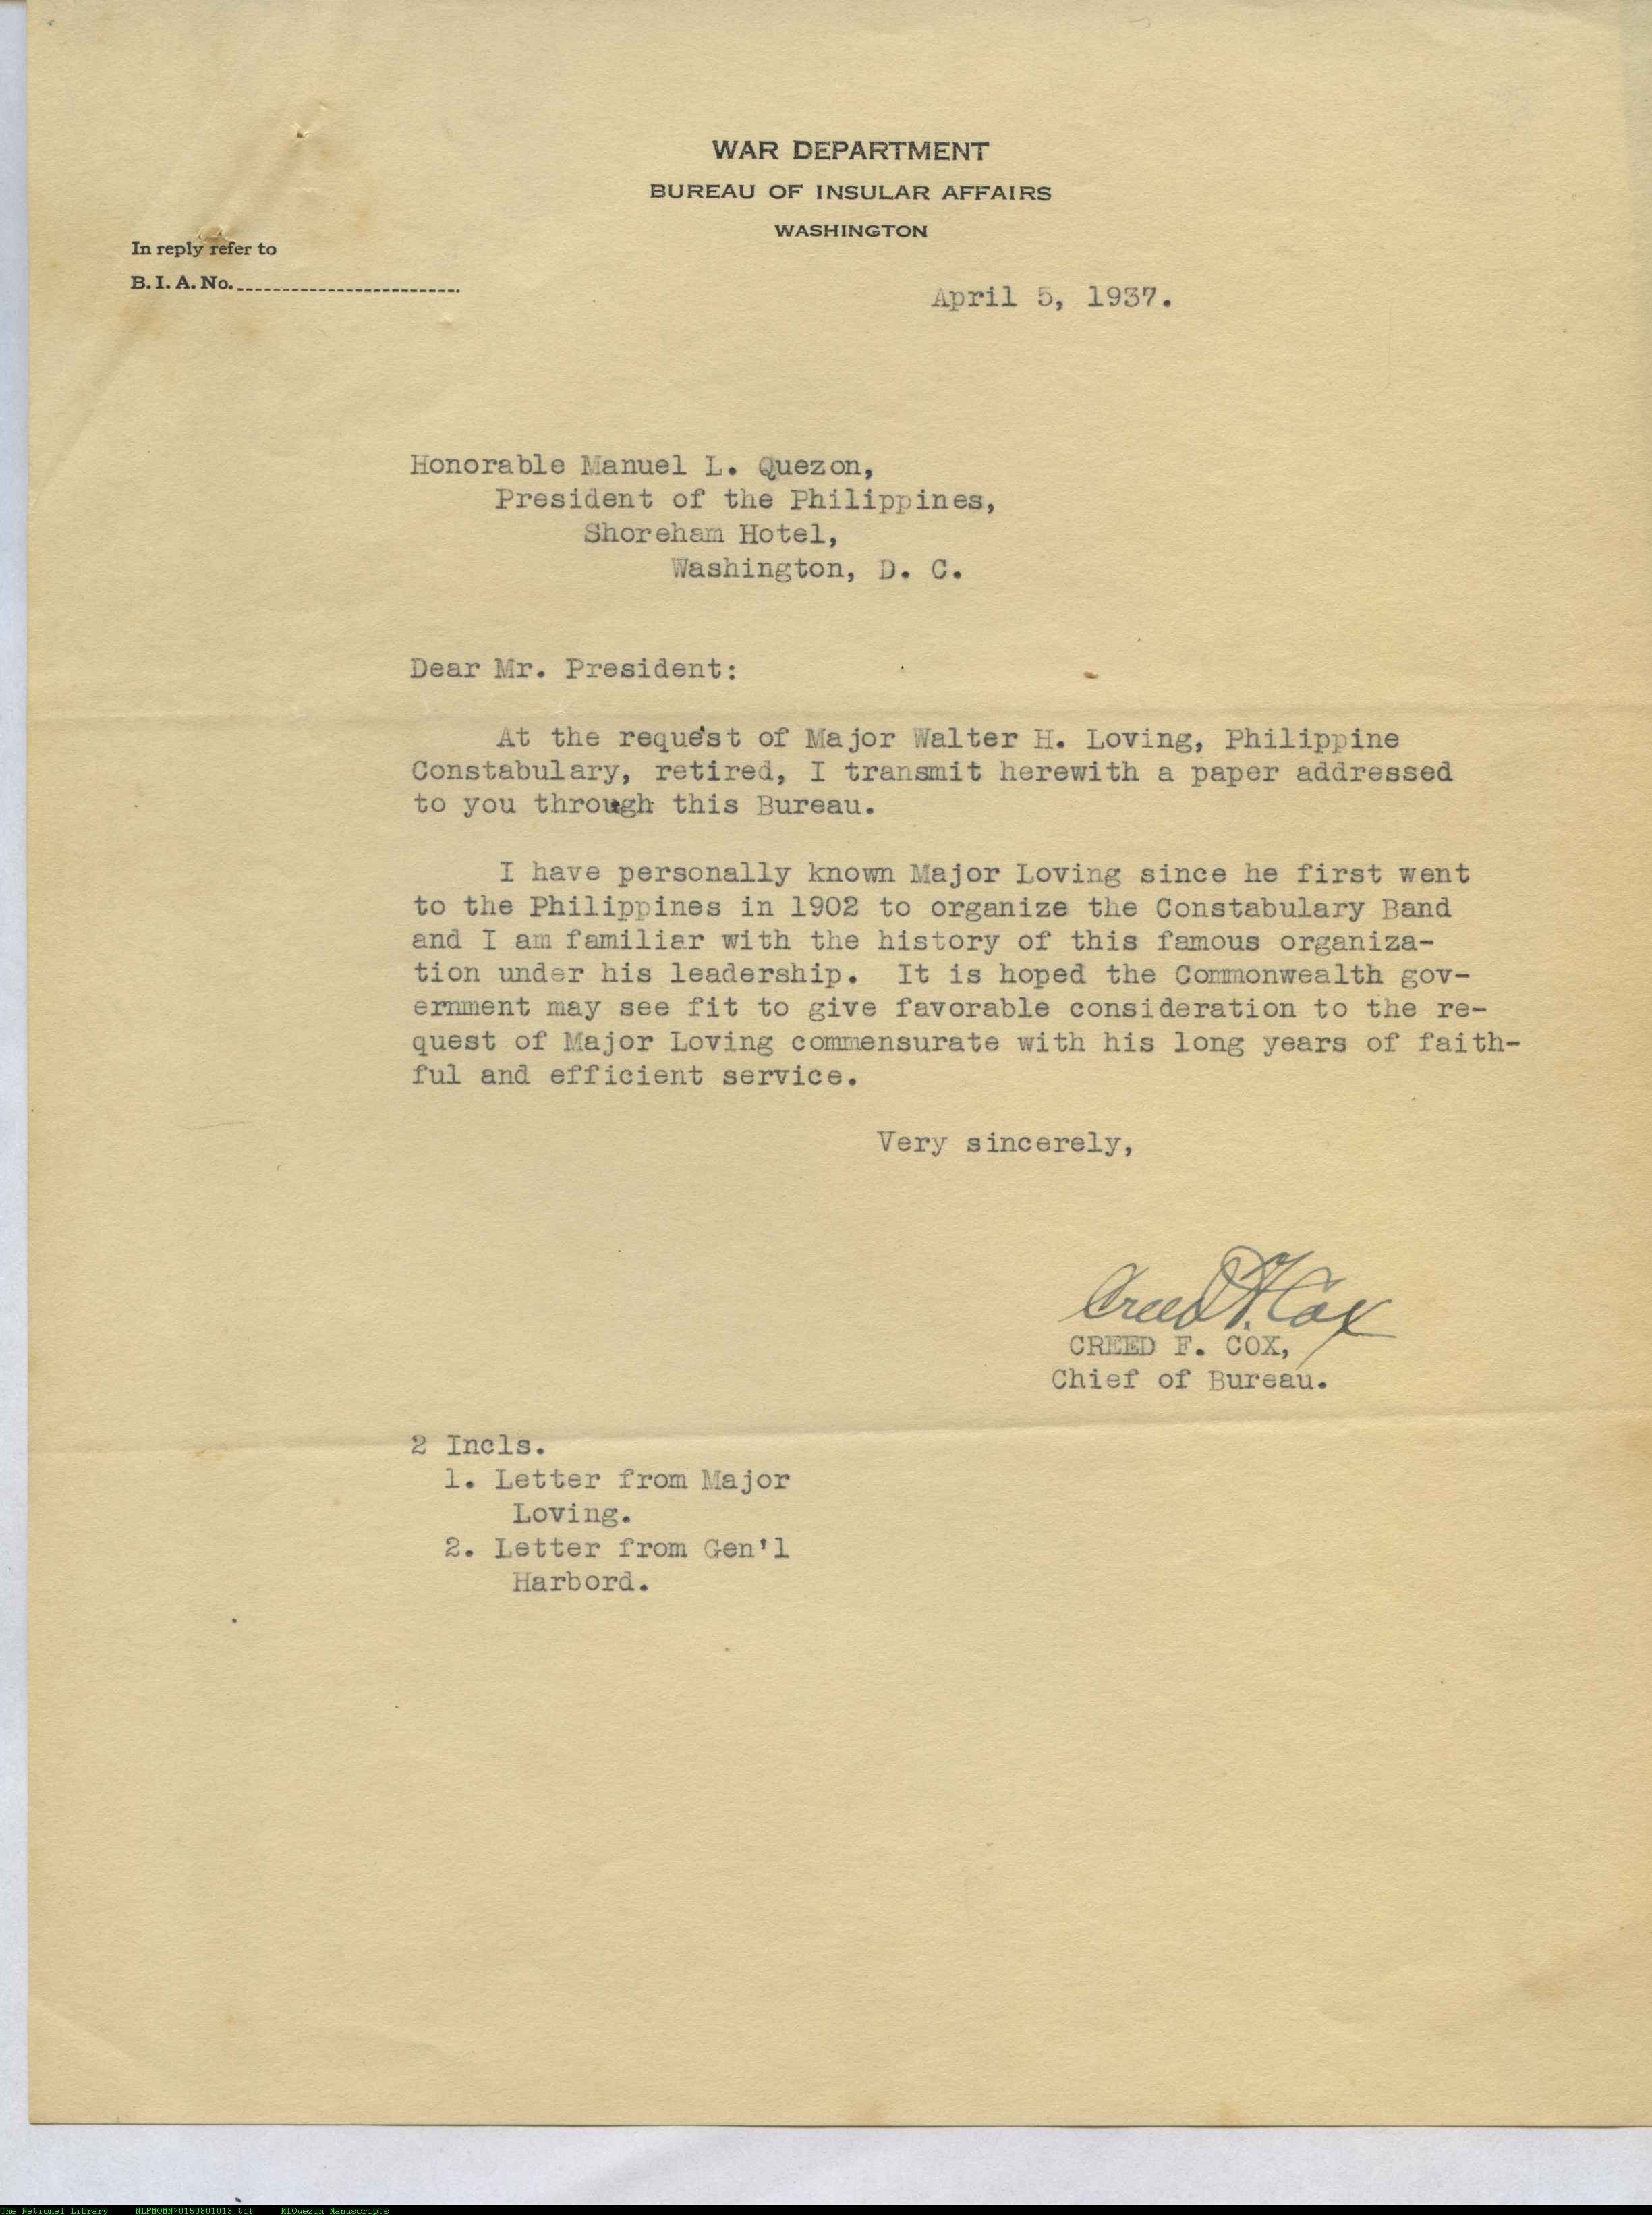 WAR DEPARTMENT
BUREAU OF INSULAR AFFAIRS
WASHINGTON
In reply refer to
B. I. A. No.
April 5, 1937.
Honorable Manuel L. Quezon,
President of the Philippines,
Shoreham Hotel,
Washington, D. C.
Dear Mr. President:
At the request of Major Walter H. Loving, Philippine
Constabulary, retired, I transmit herewith a paper addressed
to you through this Bureau.
I have personally known Major Loving since he first went
to the Philippines in 1902 to organize the Constabulary Band
and I am familiar with the history of this famous organiza-
tion under his leadership. It is hoped the Commonwealth gov-
ernment may see fit to give favorable consideration to the re-
quest of Major Loving commensurate with his long years of faith-
ful and efficient service.
Very sincerely,
Creed F. Cox
CREED F. COX,
Chief of Bureau.
2 Incls.
1. Letter from Major
Loving.
2. Letter from Gen'l
Harbord.
The National Library NLPMQMN70150801013.tif MLQuezon Manuscripts